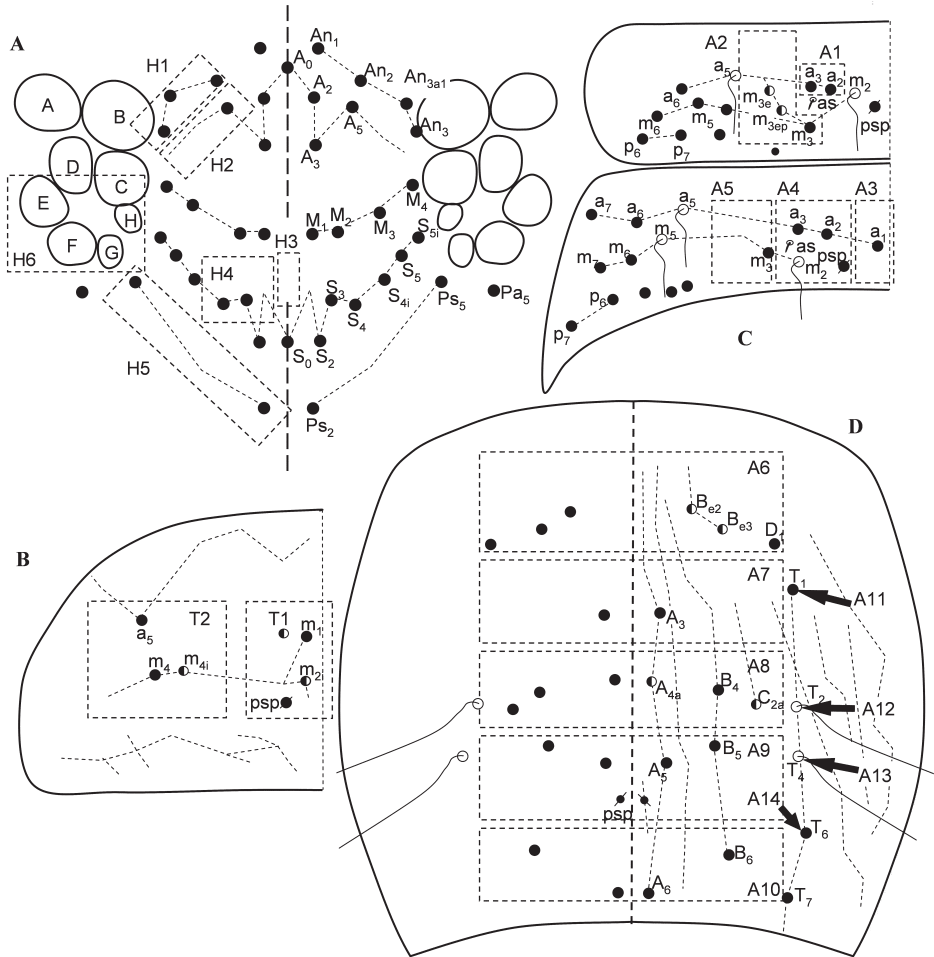 A
H1
H2
H3
H4
H5
H6
A
B
C
D
E
F
G
H
An₁
A₀
An₂
A₂
An₃ₐ₁
A₅
An₃
A₃
M₄
M₁
M₂
M₃
S₅ᵢ
S₅
S₃
S₄ᵢ
S₄
Ps₅
Pa₅
S₀
S₂
Ps₂
A2
A1
a₅
a₃
a₂
m₂
m₃ₑ
as
a₆
m₃ₑₚ
psp
m₆
m₅
m₃
p₆
p₇
A5
A4
A3
a₇
a₆
a₅
a₃
a₂
a₁
m₅
as
m₇
m₆
m₃
m₂
psp
p₆
p₇
C
B
T2
T1
a₅
m₁
m₄
m₄ᵢ
m₂
psp
D
A6
Bₑ₂
Bₑ₃
D₁
A7
T₁
A11
A₃
A8
A₄ₐ
B₄
C₂ₐ
T₂
A12
A9
B₅
A₅
T₄
A13
psp
A14
T₆
B₆
A₆
A10
T₇